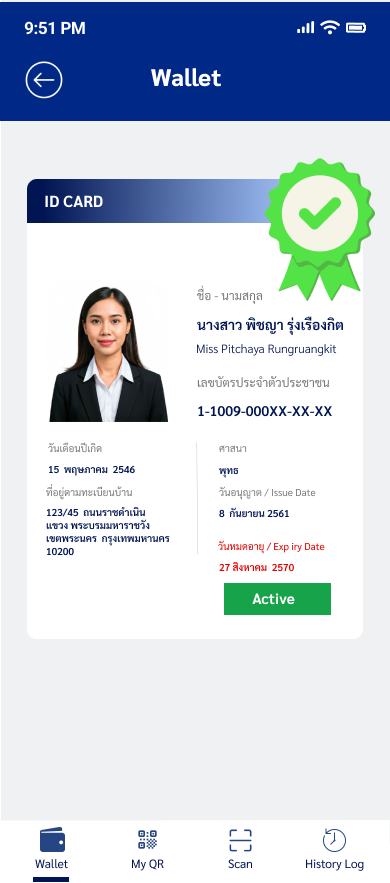 9:51 PM
Wallet
ID CARD
ชื่อ - นามสกุล
นางสาว พิชญา รุ่งเรืองกิต
Miss Pitchaya Rungruangkit
เลขบัตรประจำตัวประชาชน
1-1009-000XX-XX-XX
วันเดือนปีเกิด
15 พฤษภาคม 2546
ที่อยู่ตามทะเบียนบ้าน
123/45 ถนนราชดำเนิน
แขวง พระบรมมหาราชวัง
เขตพระนคร กรุงเทพมหานคร
10200
ศาสนา
พุทธ
วันอนุญาต / Issue Date
8 กันยายน 2561
วันหมดอายุ / Exp iry Date
27 สิงหาคม 2570
Active
Wallet
My QR
Scan
History Log